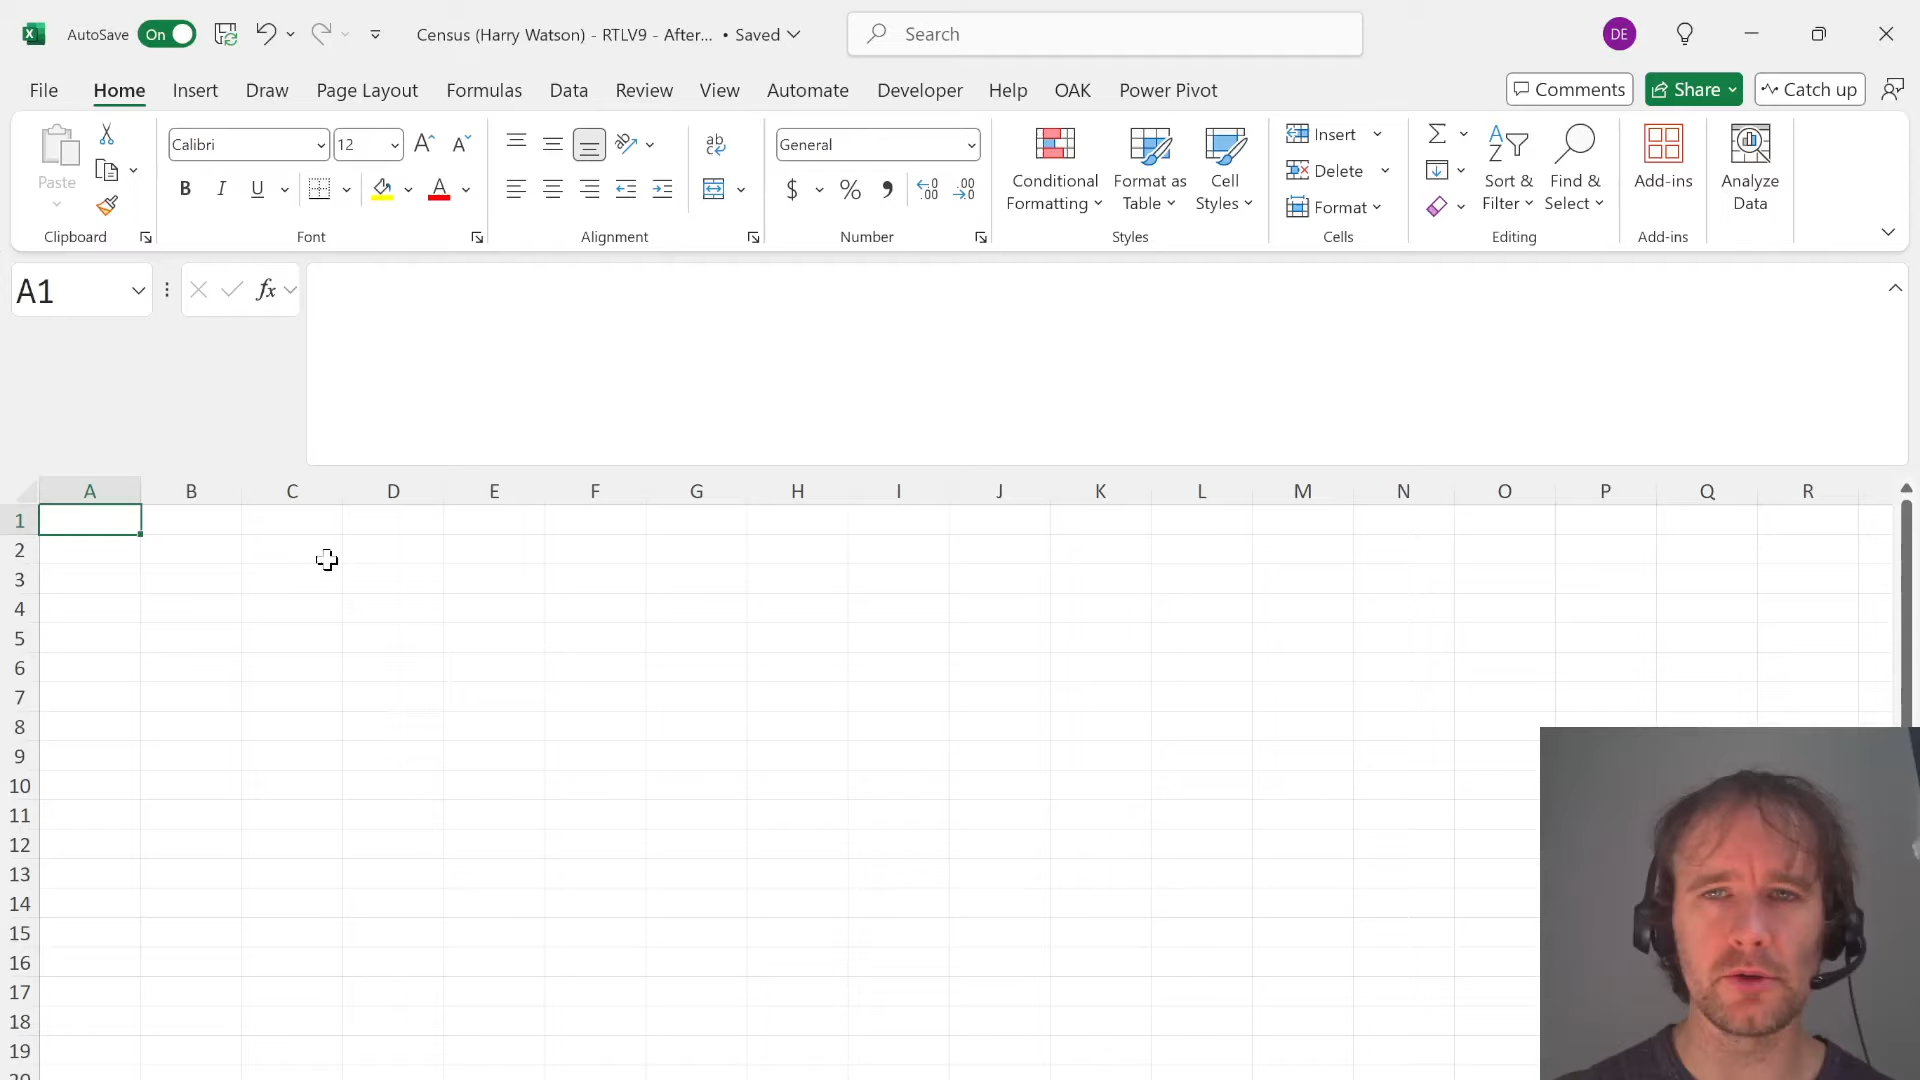 AutoSave On Census (Harry Watson) - RTLV9 - After... • Saved Search DE
File Home Insert Draw Page Layout Formulas Data Review View Automate Developer Help OAK Power Pivot Comments Share Catch up
Paste
Clipboard
Calibri 12
B I U A
Font
ab
c
Alignment
General
$ % , .0 .00
Number
Conditional Formatting
Format as Table
Cell Styles
Styles
Insert
Delete
Format
Cells
Sort & Filter
Find & Select
Editing
Add-ins
Add-ins
Analyze Data
A1 fx
A B C D E F G H I J K L M N O P Q R
1
2
3
4
5
6
7
8
9
10
11
12
13
14
15
16
17
18
19